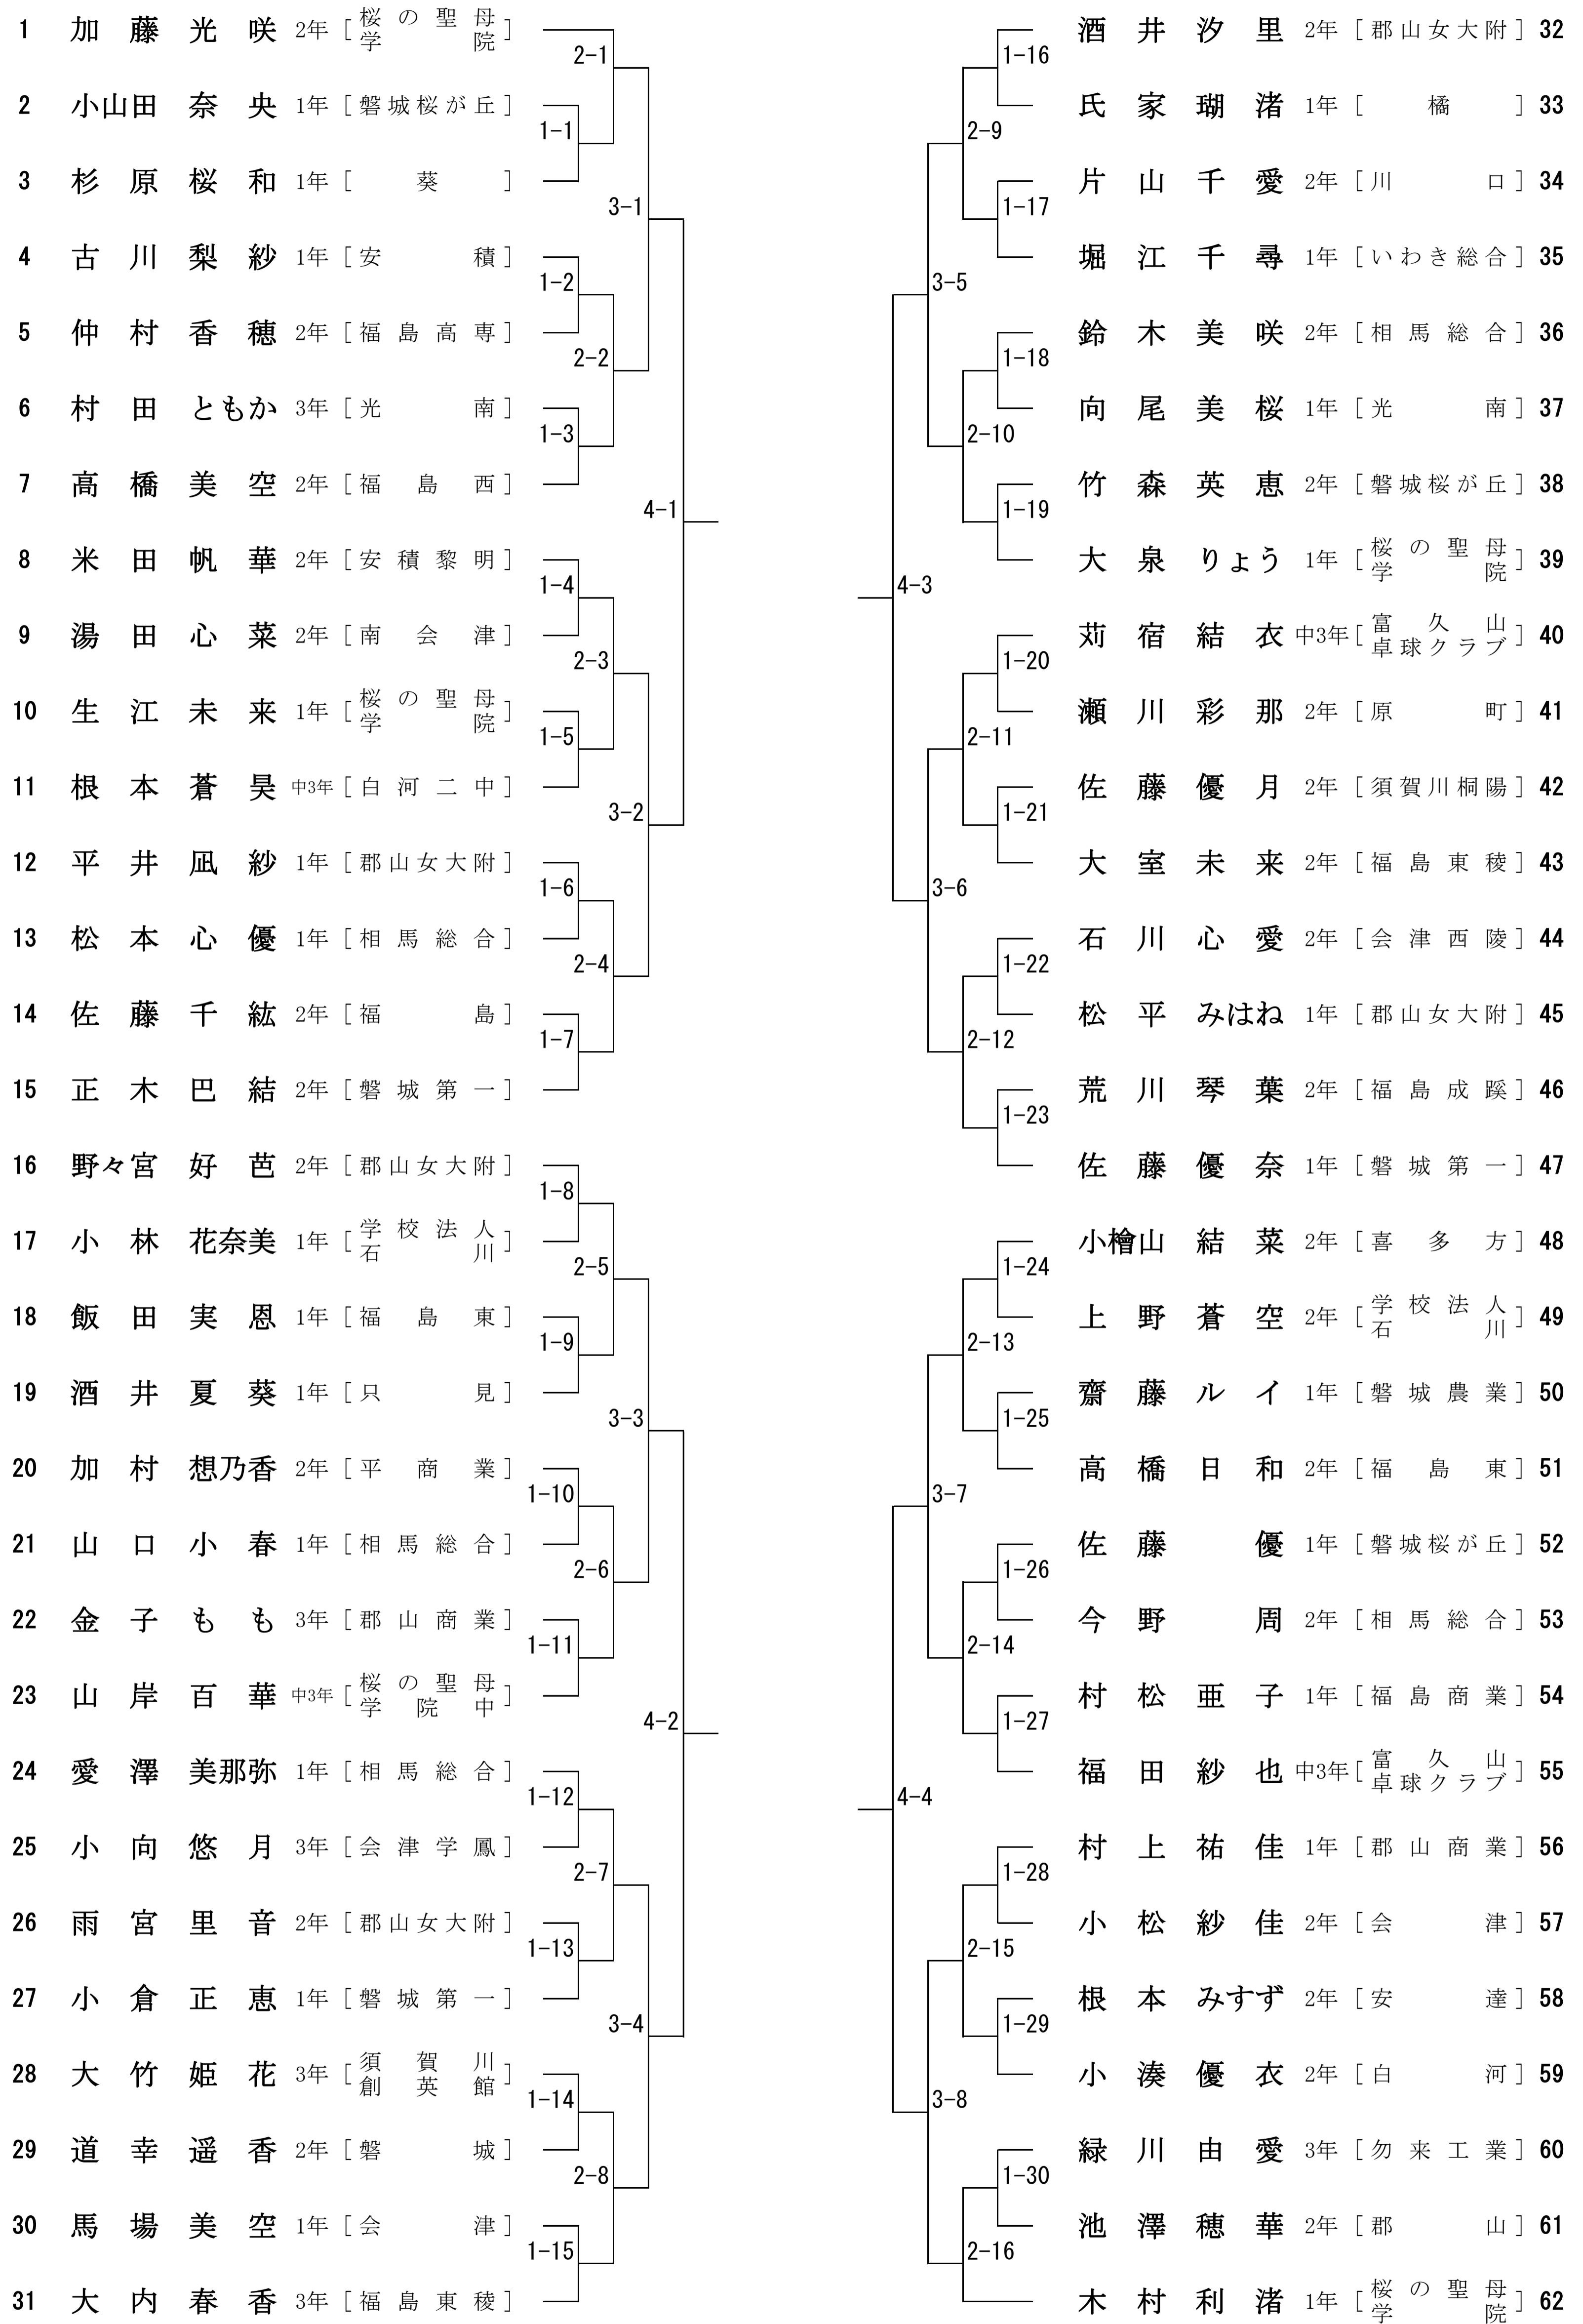 1 加藤光咲 2年 [桜の聖母学院]
2-1
2 小山田奈央 1年 [磐城桜が丘]
1-1
3 杉原桜和 1年 [葵]
3-1
4 古川梨紗 1年 [安積]
1-2
5 仲村香穂 2年 [福島高専]
2-2
6 村田ともか 3年 [光南]
1-3
7 高橋美空 2年 [福島西]
4-1
8 米田帆華 2年 [安積黎明]
1-4
9 湯田心菜 2年 [南会津]
2-3
10 生江未来 1年 [桜の聖母学院]
1-5
11 根本蒼昊 中3年 [白河二中]
3-2
12 平井凪紗 1年 [郡山女大附]
1-6
13 松本心優 1年 [相馬総合]
2-4
14 佐藤千紘 2年 [福島]
1-7
15 正木巴結 2年 [磐城第一]
16 野々宮好芭 2年 [郡山女大附]
1-8
17 小林花奈美 1年 [学校法人石川]
2-5
18 飯田実恩 1年 [福島東]
1-9
19 酒井夏葵 1年 [只見]
3-3
20 加村想乃香 2年 [平商業]
1-10
21 山口小春 1年 [相馬総合]
2-6
22 金子もも 3年 [郡山商業]
1-11
23 山岸百華 中3年 [桜の聖母学院中]
4-2
24 愛澤美那弥 1年 [相馬総合]
1-12
25 小向悠月 3年 [会津学鳳]
2-7
26 雨宮里音 2年 [郡山女大附]
1-13
27 小倉正恵 1年 [磐城第一]
3-4
28 大竹姫花 3年 [須賀川創英館]
1-14
29 道幸遥香 2年 [磐城]
2-8
30 馬場美空 1年 [会津]
1-15
31 大内春香 3年 [福島東稜]
酒井汐里 2年 [郡山女大附] 32
1-16
氏家瑚渚 1年 [橘] 33
2-9
片山千愛 2年 [川口] 34
1-17
堀江千尋 1年 [いわき総合] 35
3-5
鈴木美咲 2年 [相馬総合] 36
1-18
向尾美桜 1年 [光南] 37
2-10
竹森英恵 2年 [磐城桜が丘] 38
1-19
大泉りょう 1年 [桜の聖母学院] 39
4-3
苅宿結衣 中3年 [富久山卓球クラブ] 40
1-20
瀬川彩那 2年 [原町] 41
2-11
佐藤優月 2年 [須賀川桐陽] 42
1-21
大室未来 2年 [福島東稜] 43
3-6
石川心愛 2年 [会津西陵] 44
1-22
松平みはね 1年 [郡山女大附] 45
2-12
荒川琴葉 2年 [福島成蹊] 46
1-23
佐藤優奈 1年 [磐城第一] 47
小檜山結菜 2年 [喜多方] 48
1-24
上野蒼空 2年 [学校法人石川] 49
2-13
齋藤ルイ 1年 [磐城農業] 50
1-25
高橋日和 2年 [福島東] 51
3-7
佐藤優 1年 [磐城桜が丘] 52
1-26
今野周 2年 [相馬総合] 53
2-14
村松亜子 1年 [福島商業] 54
1-27
福田紗也 中3年 [富久山卓球クラブ] 55
4-4
村上祐佳 1年 [郡山商業] 56
1-28
小松紗佳 2年 [会津] 57
2-15
根本みすず 2年 [安達] 58
1-29
小湊優衣 2年 [白河] 59
3-8
緑川由愛 3年 [勿来工業] 60
1-30
池澤穂華 2年 [郡山] 61
2-16
木村利渚 1年 [桜の聖母学院] 62